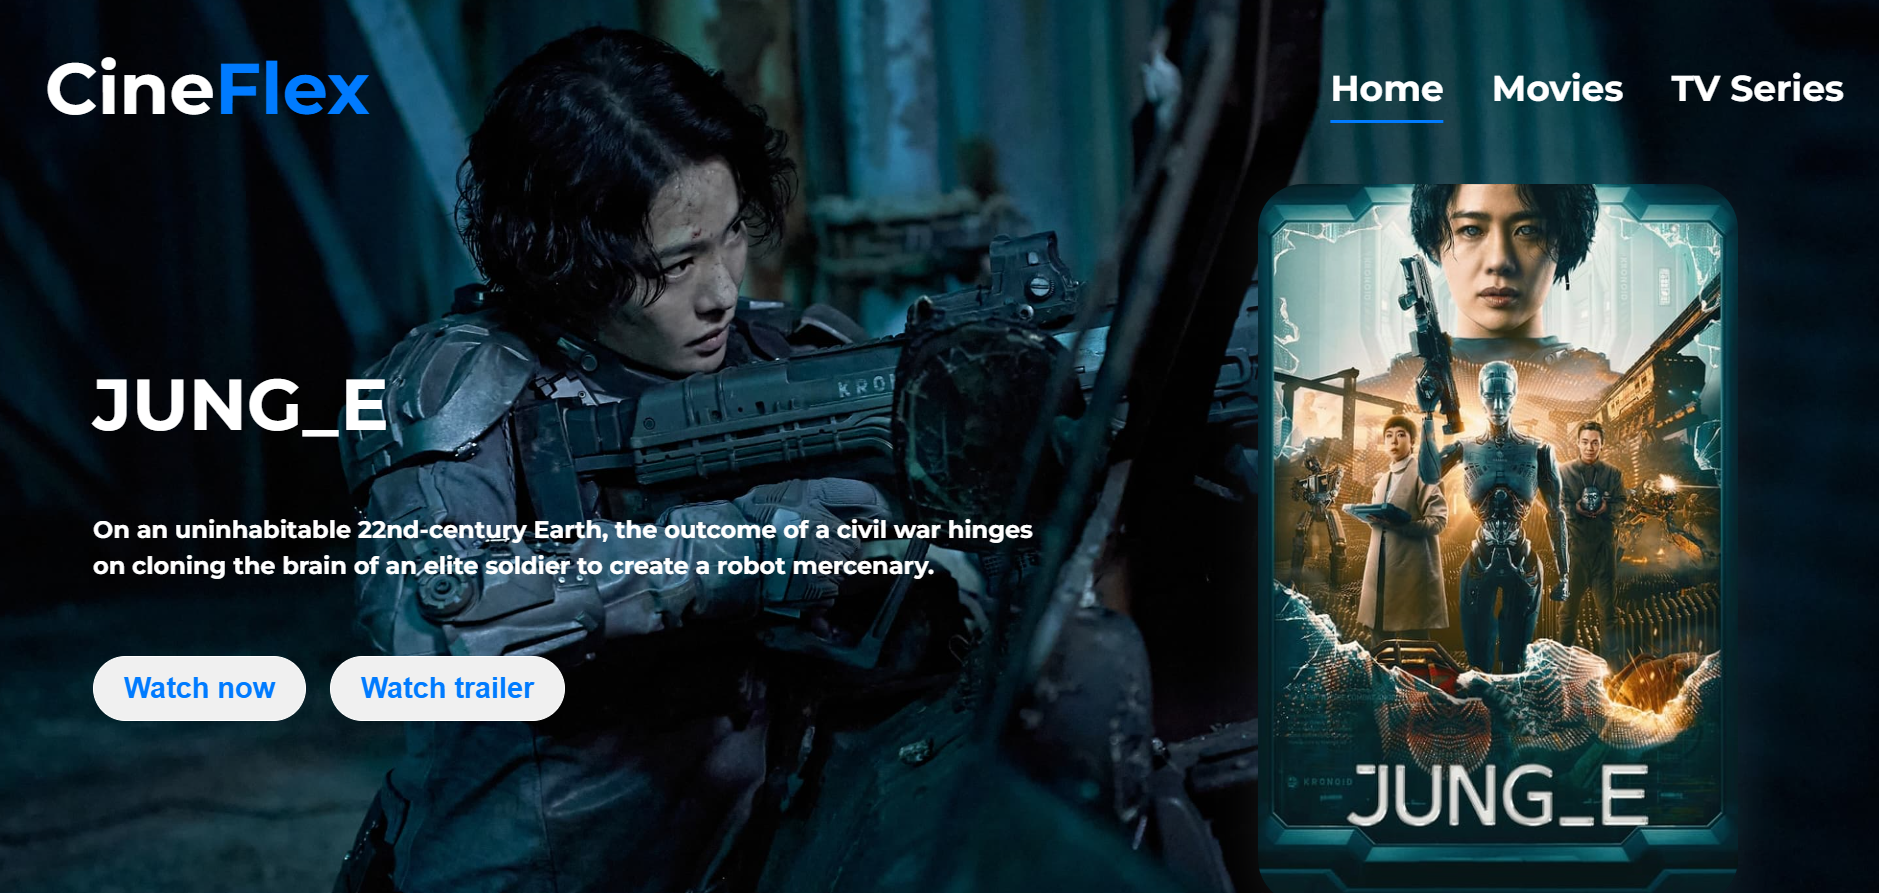 CineFlex
Home Movies TV Series
JUNG_E
On an uninhabitable 22nd-century Earth, the outcome of a civil war hinges
on cloning the brain of an elite soldier to create a robot mercenary.
Watch now Watch trailer
KRONOID
JUNG_E